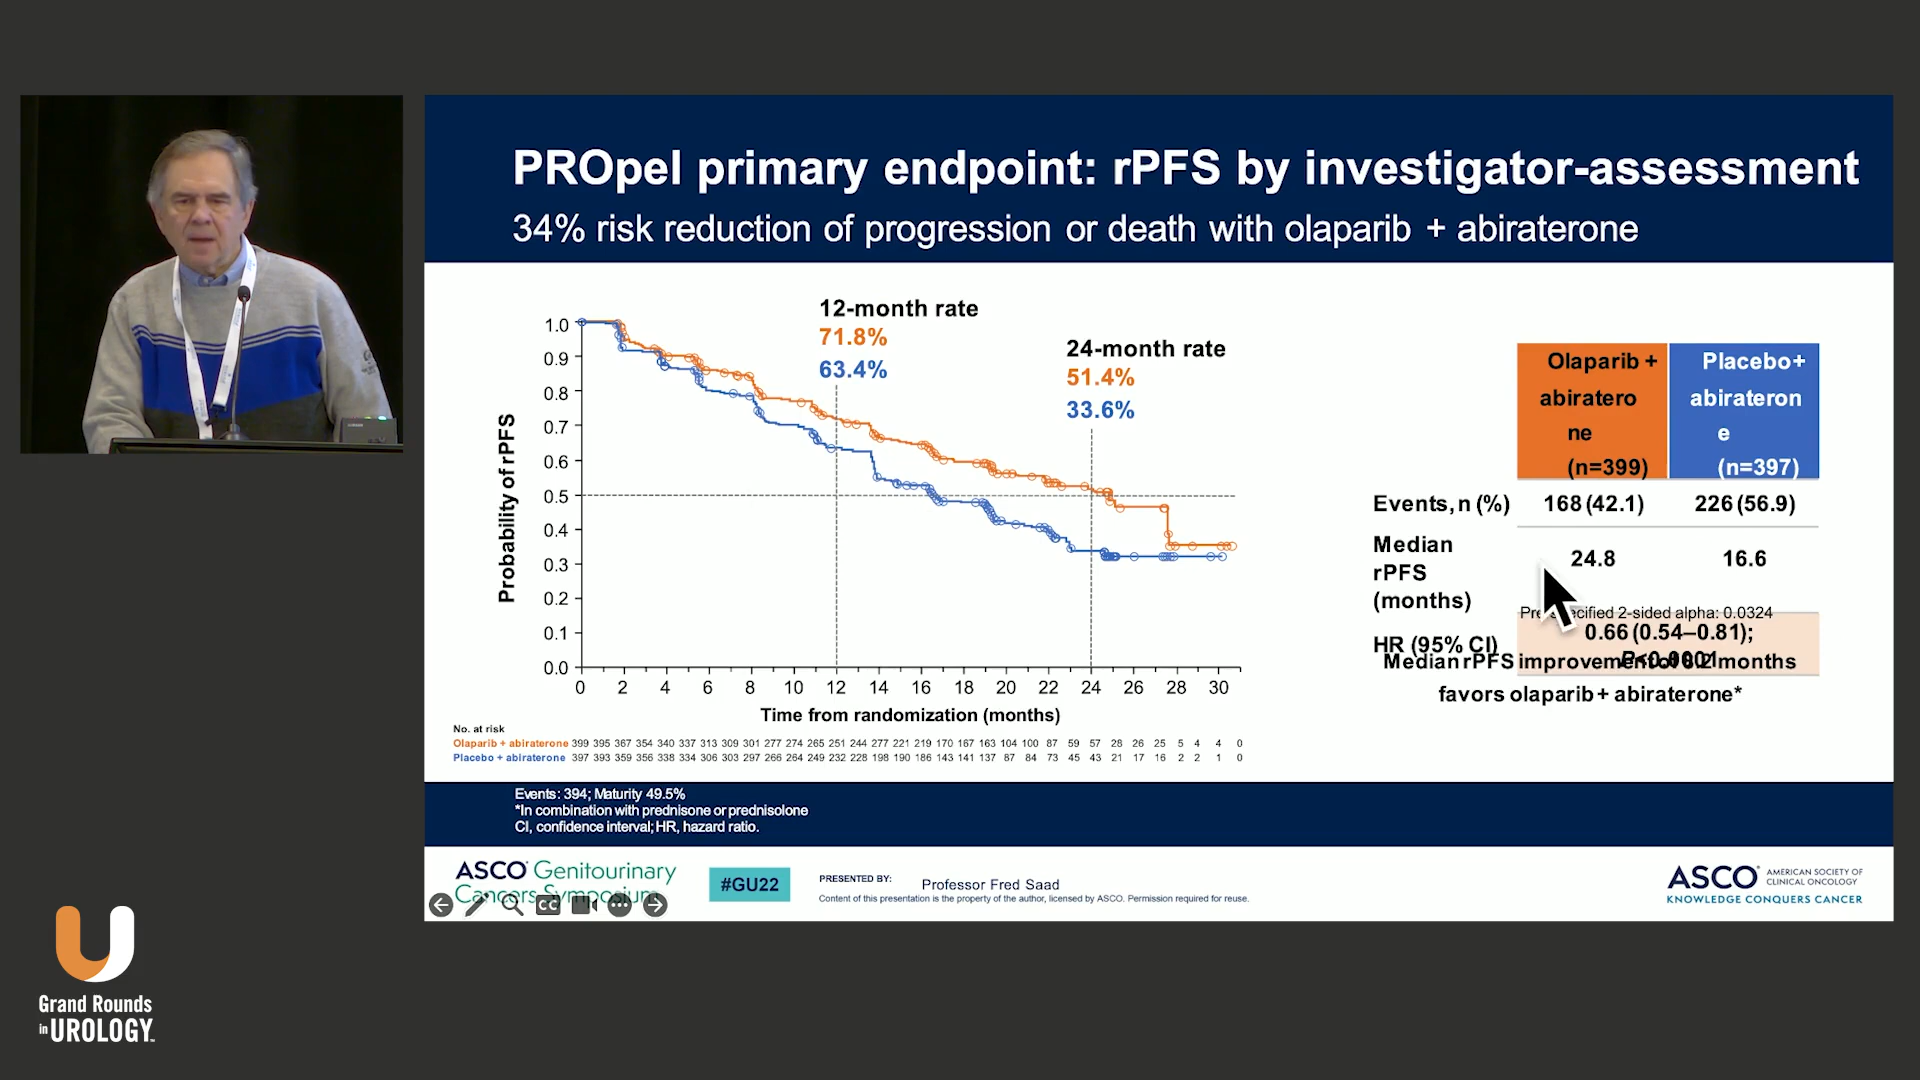 PROpel primary endpoint: rPFS by investigator-assessment
34% risk reduction of progression or death with olaparib + abiraterone
12-month rate
71.8%
63.4%
24-month rate
51.4%
33.6%
Probability of rPFS
1.0
0.9
0.8
0.7
0.6
0.5
0.4
0.3
0.2
0.1
0.0
0 2 4 6 8 10 12 14 16 18 20 22 24 26 28 30
Time from randomization (months)
No. at risk
Olaparib + abiraterone 399 395 367 354 340 337 313 309 301 277 274 265 251 244 277 221 219 170 167 163 104 100 87 59 57 28 26 25 5 4 4 0
Placebo + abiraterone 397 393 359 356 338 334 306 303 297 266 264 249 232 228 198 190 186 143 141 137 87 84 73 45 43 21 17 16 2 2 1 0
Olaparib +
abiratero
ne
(n=399)
Placebo+
abirateron
e
(n=397)
Events, n (%) 168 (42.1) 226 (56.9)
Median
rPFS
(months)
24.8 16.6
2-sided alpha: 0.0324
HR (95% CI)
0.66 (0.54–0.81);
Median rPFS months
favors olaparib + abiraterone*
Events: 394; Maturity 49.5%
*In combination with prednisone or prednisolone
CI, confidence interval; HR, hazard ratio.
ASCO Genitourinary
Cancers Symposium
#GU22
PRESENTED BY: Professor Fred Saad
Content of this presentation is the property of the author, licensed by ASCO. Permission required for reuse.
ASCO AMERICAN SOCIETY OF
CLINICAL ONCOLOGY
KNOWLEDGE CONQUERS CANCER
CC
Grand Rounds
in UROLOGY™